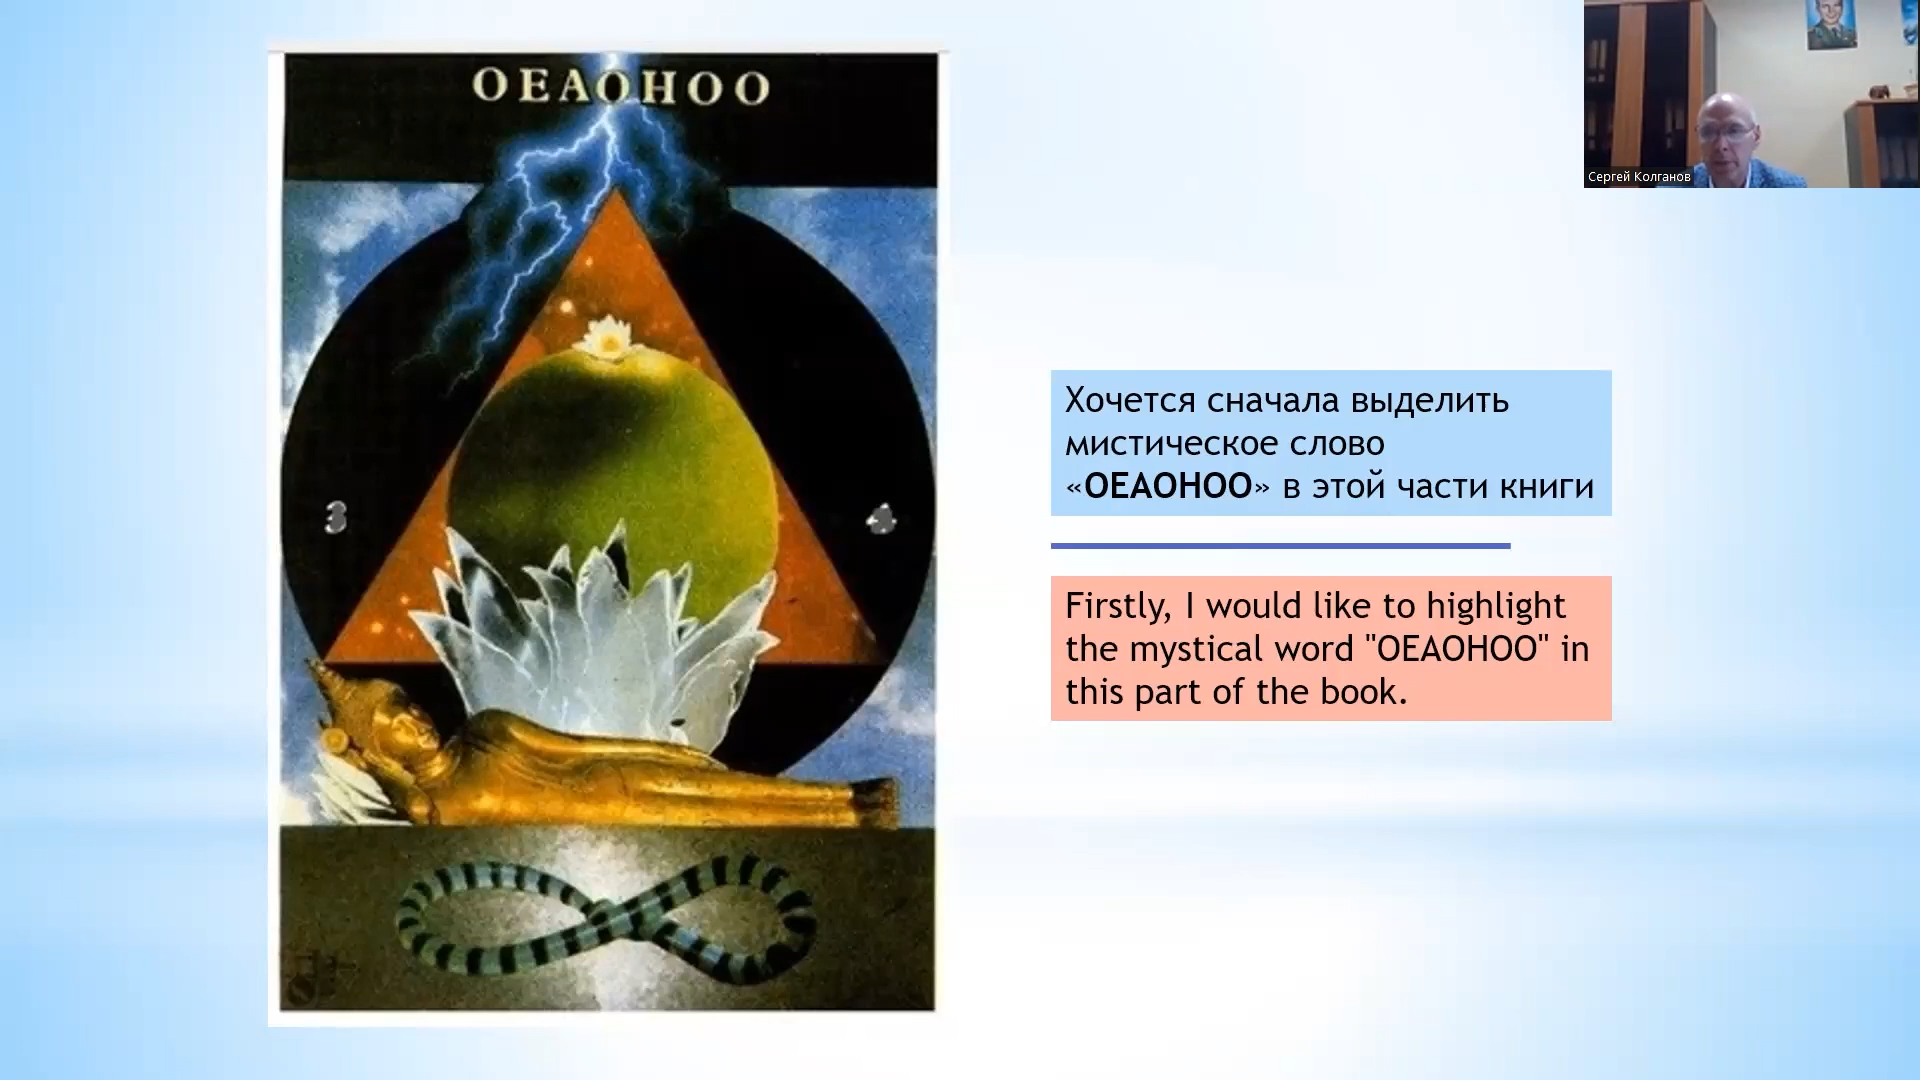 OEAOHOO
Сергей Колганов
3
4
Хочется сначала выделить
мистическое слово
«ОЕАОНОО» в этой части книги
Firstly, I would like to highlight
the mystical word "OEAOHOO" in
this part of the book.